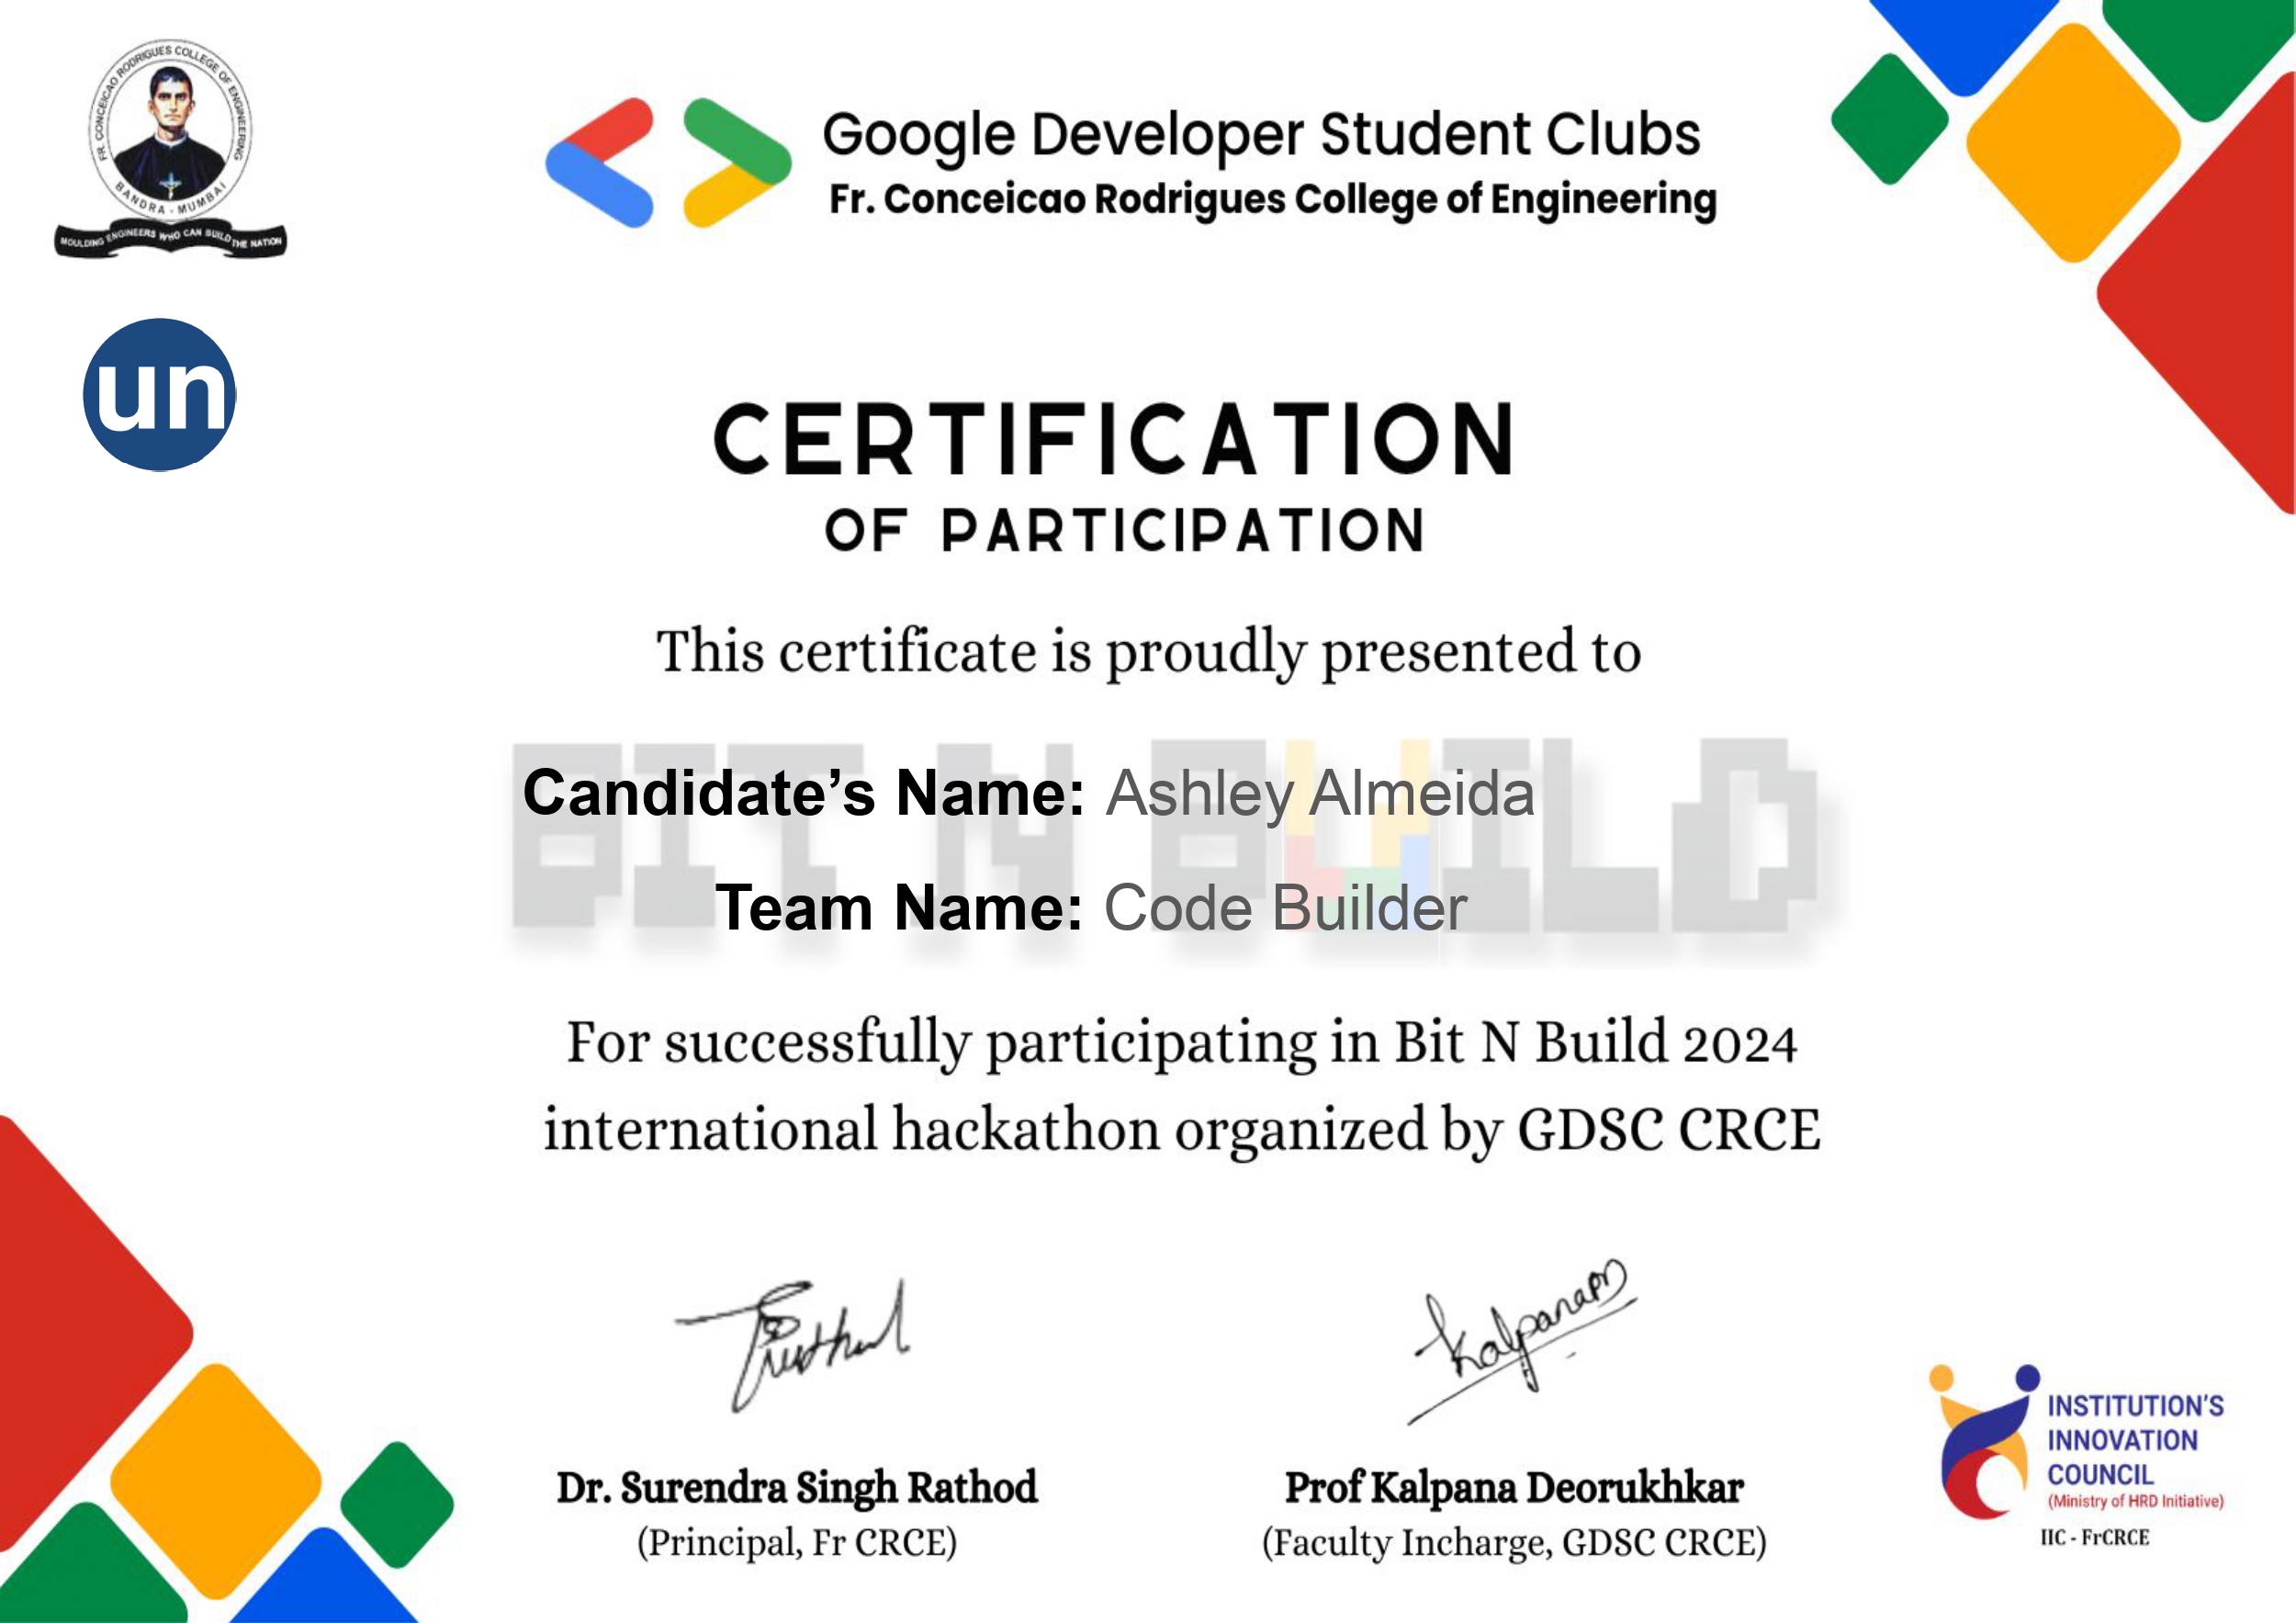 FR. CONCEICAO RODRIGUES COLLEGE OF ENGINEERING
BANDRA - MUMBAI
MOULDING ENGINEERS WHO CAN BUILD THE NATION
Google Developer Student Clubs
Fr. Conceicao Rodrigues College of Engineering
un
CERTIFICATION
OF PARTICIPATION
This certificate is proudly presented to
BIT N BUILD
Candidate’s Name: Ashley Almeida
Team Name: Code Builder
For successfully participating in Bit N Build 2024
international hackathon organized by GDSC CRCE
Kalpana
Dr. Surendra Singh Rathod
(Principal, Fr CRCE)
Prof Kalpana Deorukhkar
(Faculty Incharge, GDSC CRCE)
INSTITUTION'S
INNOVATION
COUNCIL
(Ministry of HRD Initiative)
IIC - FrCRCE